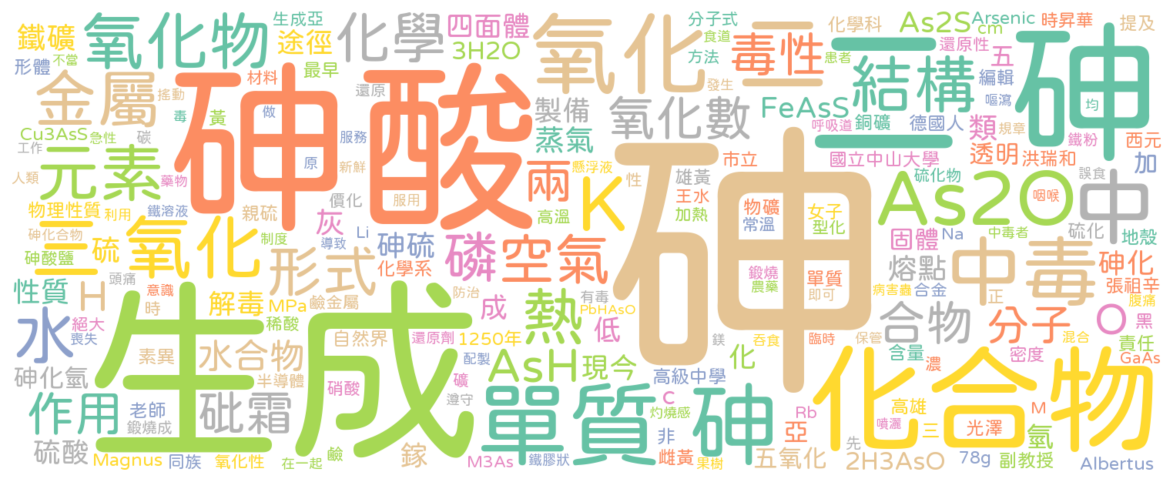 鐵礦
不當
氧化物
生成亞
途徑
最早
化學
四面體
3H2O
氧化二
分子式
食道
方法
毒性
患者
化學科
還原性
As2S
Arsenic
cm
五
時昇華
提及
形體
金屬
搖動
材料
做
還原
服務
砷酸
製備
蒸氣
氧化數
發生
FeAsS
呼吸道
三
結構
銅礦
編輯
嘔瀉
德國人
類
規章
砷
均
鐵粉
西元
Cu3AsS
急性
工作
碳
毒
黃
原
新鮮
服用
懸浮液
兩
性
砷
市立
雄黃
王水
加熱
國立中山大學
硫化物
透明
洪瑞和
加
人類
元素
藥物
物理性質
利用
鐵溶液
砷化合物
制度
價化
親硫
灰
導致
Li
K
高溫
磷
空氣
物礦
常溫
女子
型化
As2O
誤食
咽喉
中
硫化
地殼
砷酸鹽
三氧化
硫
砷硫
形式
化學系
鍛燒
農藥
單質
即可
固體
Na
中毒者
熔點
中毒
砷化
張祖辛
性質
頭痛
意識
時
H
解毒
MPa
鹼金屬
防治
熱
成
有毒
PbHAsO
低
病害蟲
合金
正
腹痛
水
絕大
喪失
生成
稀酸
自然界
還原劑
1250年
配製
AsH
現今
鎂
吞食
化
臨時
保管
合物
分子
混合
O
黑
責任
素異
水合物
半導體
硝酸
礦
遵守
高級中學
含量
濃
密度
GaAs
砷化氫
作用
老師
鍛燒成
砒霜
單質
砷
C
灼燒感
非
Rb
噴灑
亞
高雄
三
化合物
M
光澤
氫
硫酸
Magnus
同族
氧化性
在一起
鹼
鎵
M3As
鐵膠狀
果樹
五氧化
先
2H3AsO
78g
副教授
Albertus